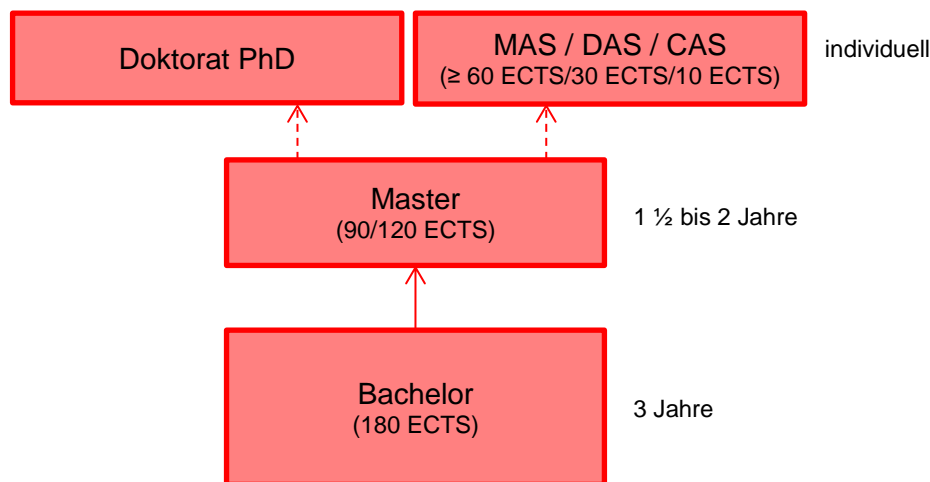 Doktorat PhD
MAS / DAS / CAS
(≥ 60 ECTS/30 ECTS/10 ECTS)
individuell
Master
(90/120 ECTS)
1 ½ bis 2 Jahre
Bachelor
(180 ECTS)
3 Jahre